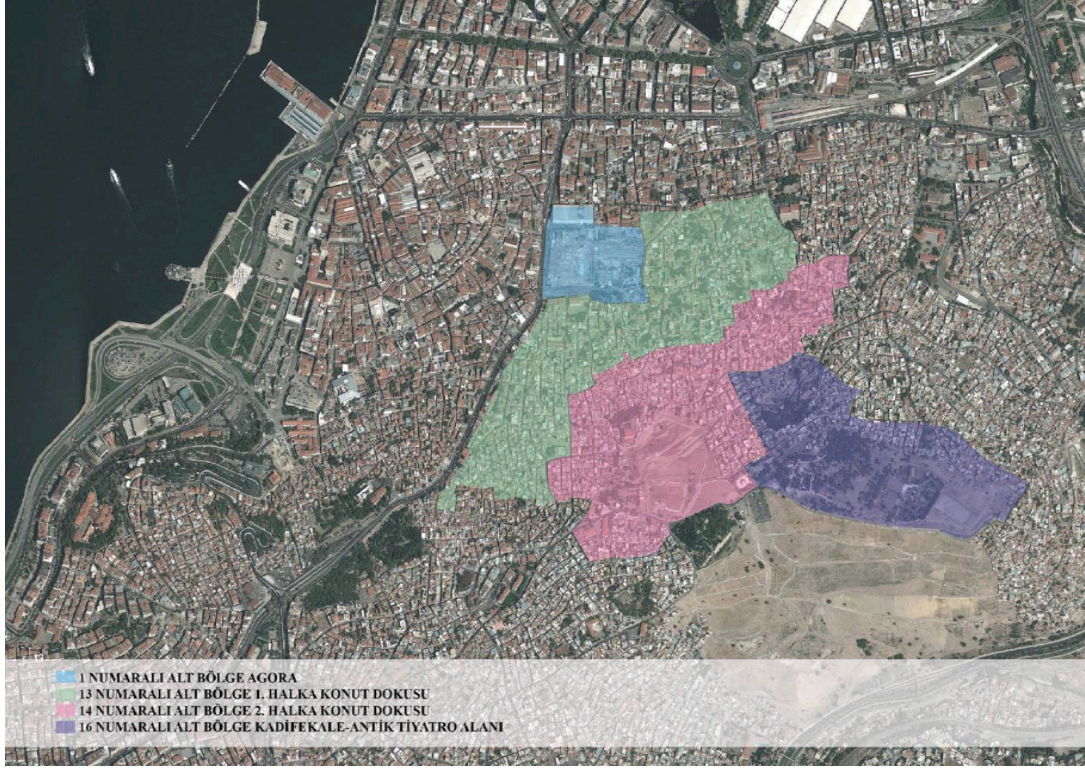 1 NUMARALI ALT BÖLGE AGORA
13 NUMARALI ALT BÖLGE 1. HALKA KONUT DOKUSU
14 NUMARALI ALT BÖLGE 2. HALKA KONUT DOKUSU
16 NUMARALI ALT BÖLGE KADİFEKALE-ANTİK TİYATRO ALANI